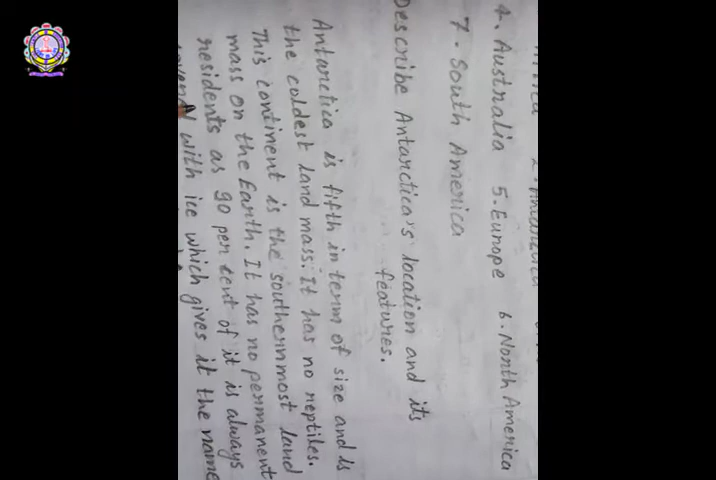 4. Australia 5. Europe 6. North America
7. South America
Describe Antarctica's location and its
features.
Antarctica is fifth in term of size and is
the coldest land mass. It has no reptiles.
This continent is the southernmost land
mass on the Earth. It has no permanent
residents as 90 per cent of it is always
with ice which gives it the name